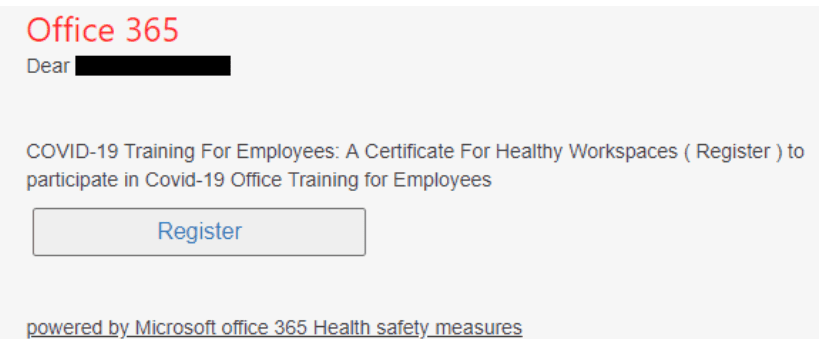 Office 365
Dear
COVID-19 Training For Employees: A Certificate For Healthy Workspaces ( Register ) to
participate in Covid-19 Office Training for Employees
Register
powered by Microsoft office 365 Health safety measures